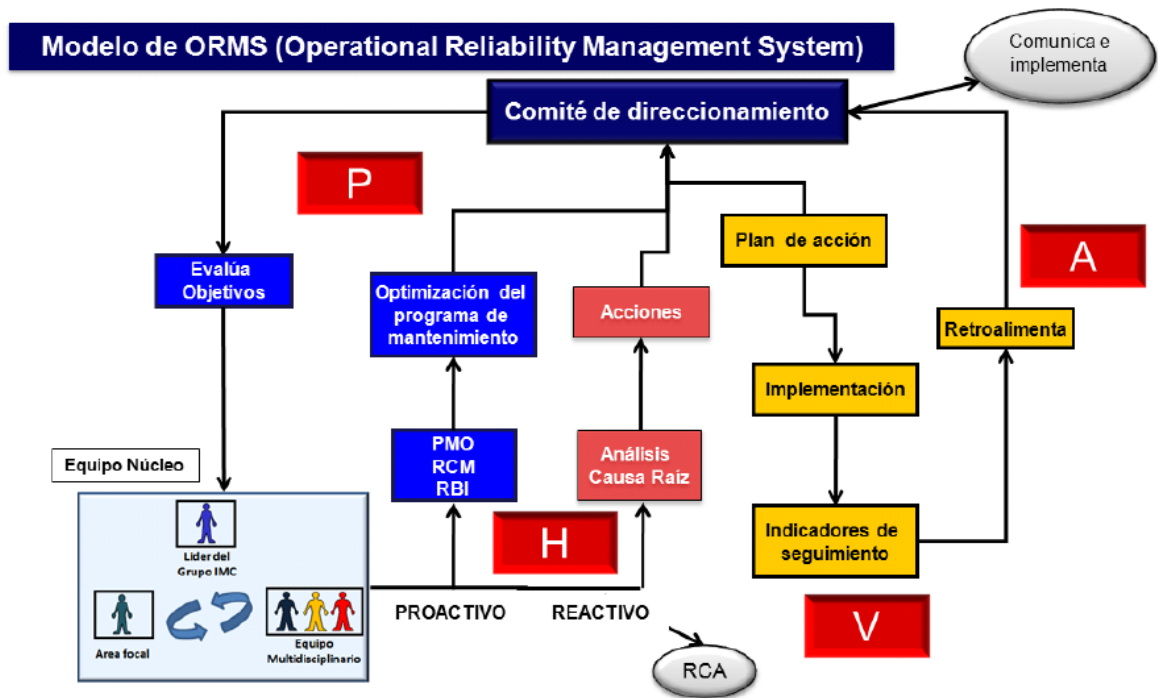 Modelo de ORMS (Operational Reliability Management System)
Comunica e
implementa
Comité de direccionamiento
P
Evalúa
Objetivos
Optimización del
programa de
mantenimiento
Acciones
Plan de acción
A
Retroalimenta
Implementación
PMO
RCM
RBI
Análisis
Causa Raíz
Equipo Núcleo
Lider del
Grupo IMC
Area focal
Equipo
Multidisciplinario
H
Indicadores de
seguimiento
PROACTIVO
REACTIVO
V
RCA